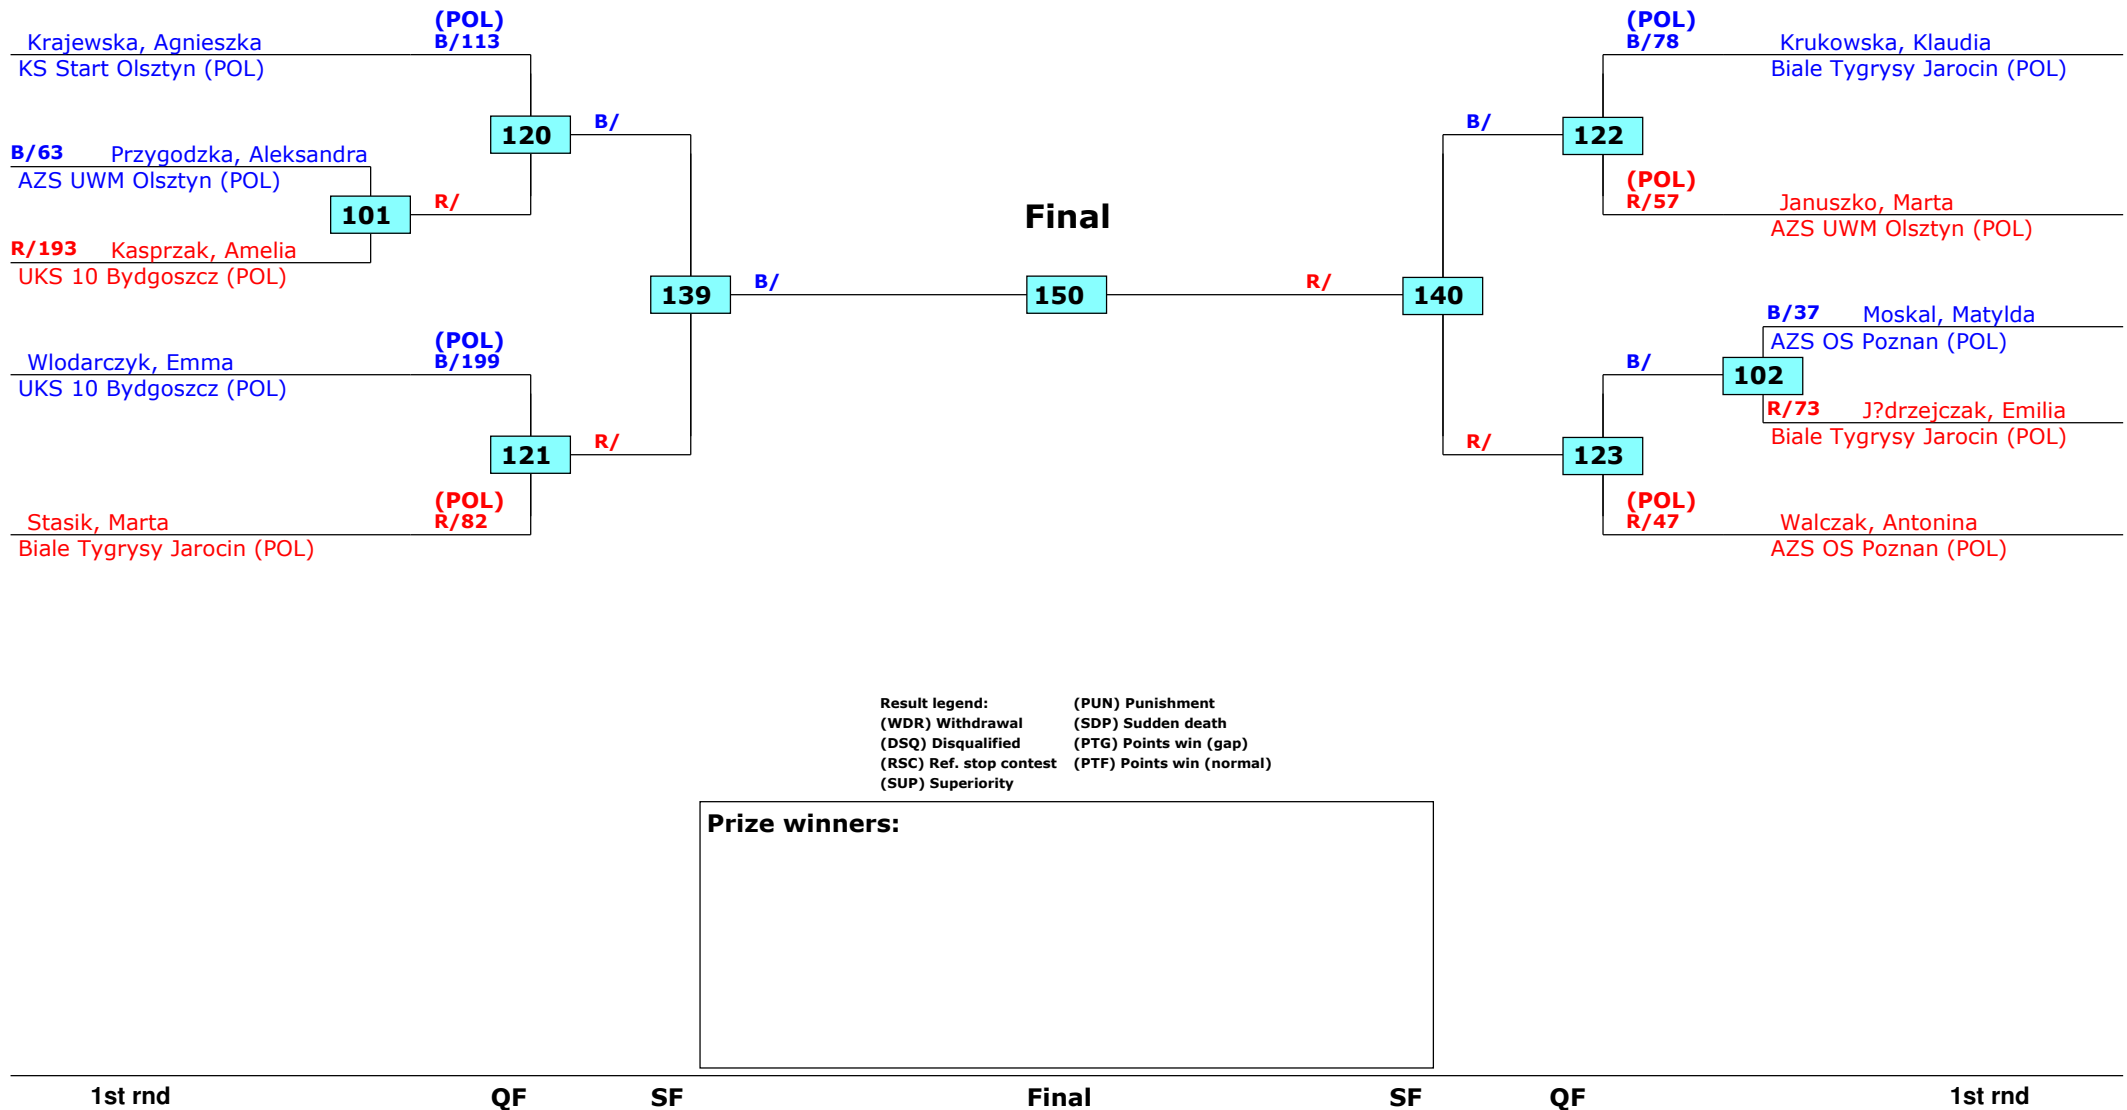 (POL)
Krajewska, Agnieszka B/113
KS Start Olsztyn (POL)
120
B/
B/63 Przygodzka, Aleksandra
AZS UWM Olsztyn (POL)
101
R/
R/193 Kasprzak, Amelia
UKS 10 Bydgoszcz (POL)
139
B/
(POL)
Wlodarczyk, Emma B/199
UKS 10 Bydgoszcz (POL)
121
R/
(POL)
Stasik, Marta R/82
Biale Tygrysy Jarocin (POL)
Final
150
(POL)
B/78 Krukowska, Klaudia
Biale Tygrysy Jarocin (POL)
B/
122
(POL)
R/57 Januszko, Marta
AZS UWM Olsztyn (POL)
R/
140
B/37 Moskal, Matylda
AZS OS Poznan (POL)
B/
102
R/73 J?drzejczak, Emilia
Biale Tygrysy Jarocin (POL)
R/
123
(POL)
R/47 Walczak, Antonina
AZS OS Poznan (POL)
Result legend: (PUN) Punishment
(WDR) Withdrawal (SDP) Sudden death
(DSQ) Disqualified (PTG) Points win (gap)
(RSC) Ref. stop contest (PTF) Points win (normal)
(SUP) Superiority
Prize winners:
1st rnd QF SF Final SF QF 1st rnd